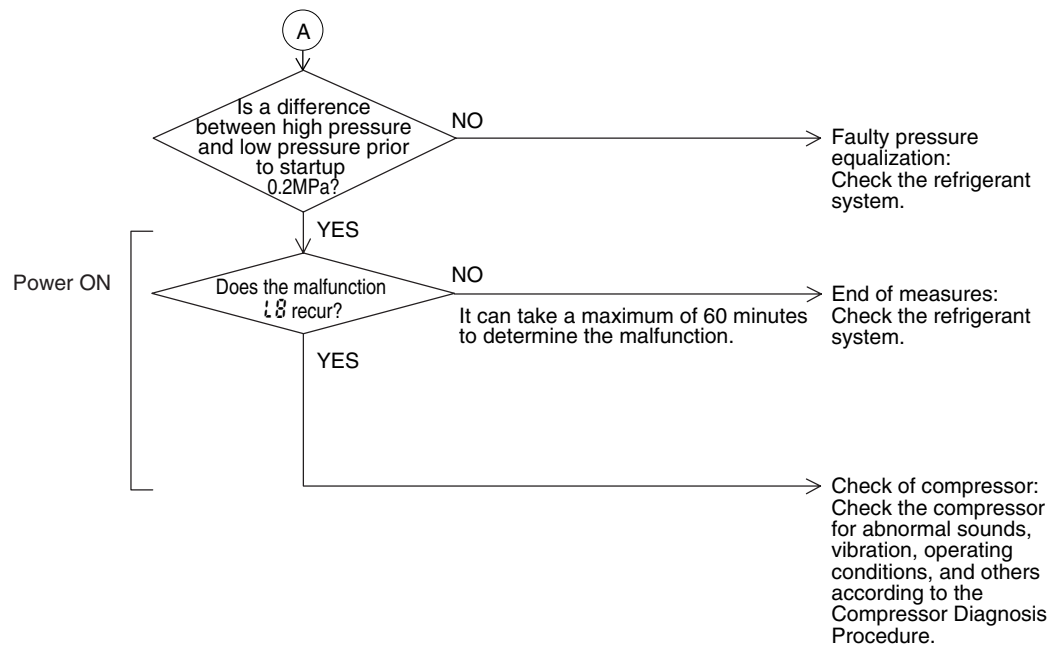 A
Is a difference
between high pressure
and low pressure prior
to startup
0.2MPa?
NO
Faulty pressure
equalization:
Check the refrigerant
system.
YES
Power ON
Does the malfunction
L8 recur?
NO
It can take a maximum of 60 minutes
to determine the malfunction.
End of measures:
Check the refrigerant
system.
YES
Check of compressor:
Check the compressor
for abnormal sounds,
vibration, operating
conditions, and others
according to the
Compressor Diagnosis
Procedure.